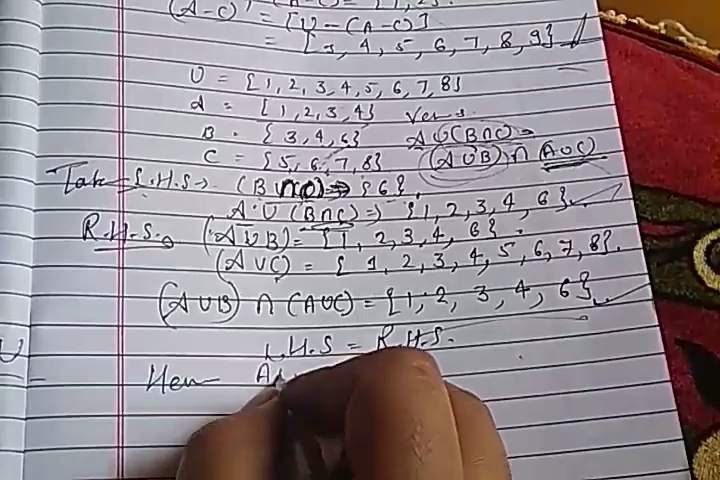 (A-C)' = [U - (A-C)]
= {3, 4, 5, 6, 7, 8, 9}
U = {1, 2, 3, 4, 5, 6, 7, 8}
A = {1, 2, 3, 4}
B = {3, 4, 6}
A∪(B∩C) =
C = {5, 6, 7, 8}
(A∪B) ∩ (A∪C)
Take L.H.S → (B∩C) ⇒ {6},
A ∪ (B∩C) ⇒ {1, 2, 3, 4, 6}
R.H.S. (A∪B) = {1, 2, 3, 4, 6}.
(A∪C) = {1, 2, 3, 4, 5, 6, 7, 8}.
(A∪B) ∩ (A∪C) = {1, 2, 3, 4, 6}
L.H.S = R.H.S.